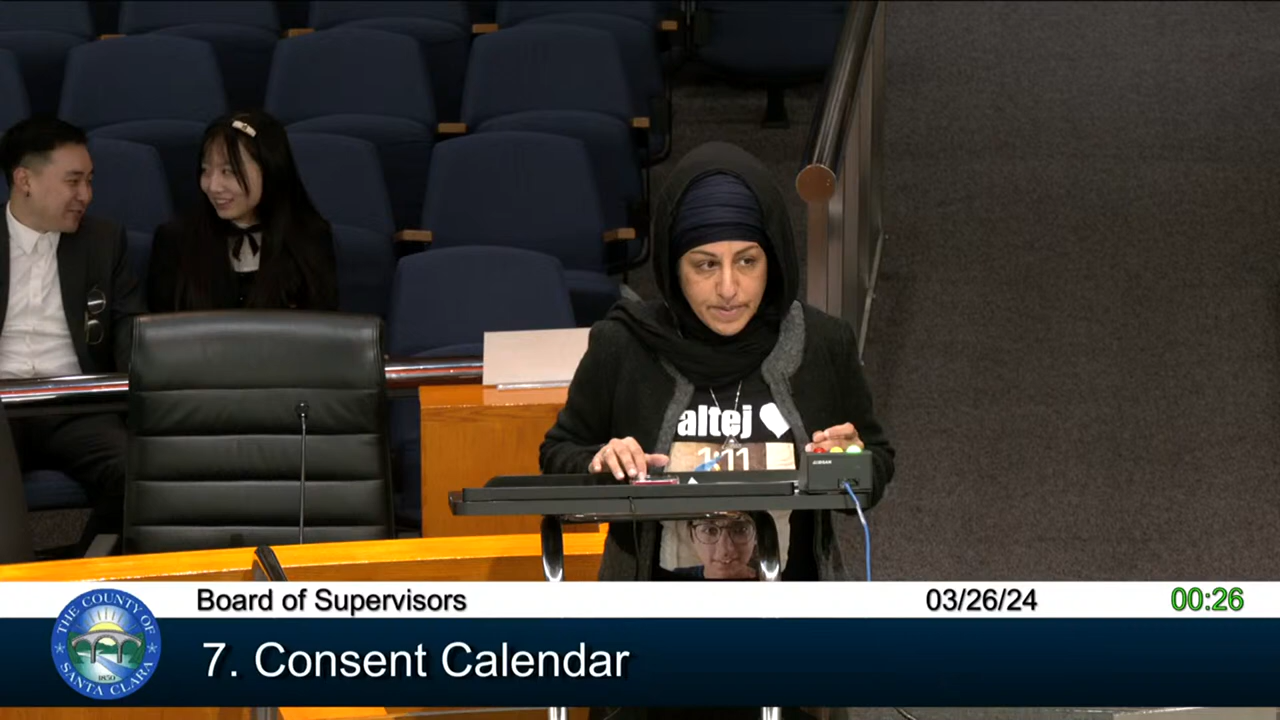 altej
1:11
Board of Supervisors
03/26/24
00:26
THE COUNTY OF
SANTA CLARA
1850
7. Consent Calendar